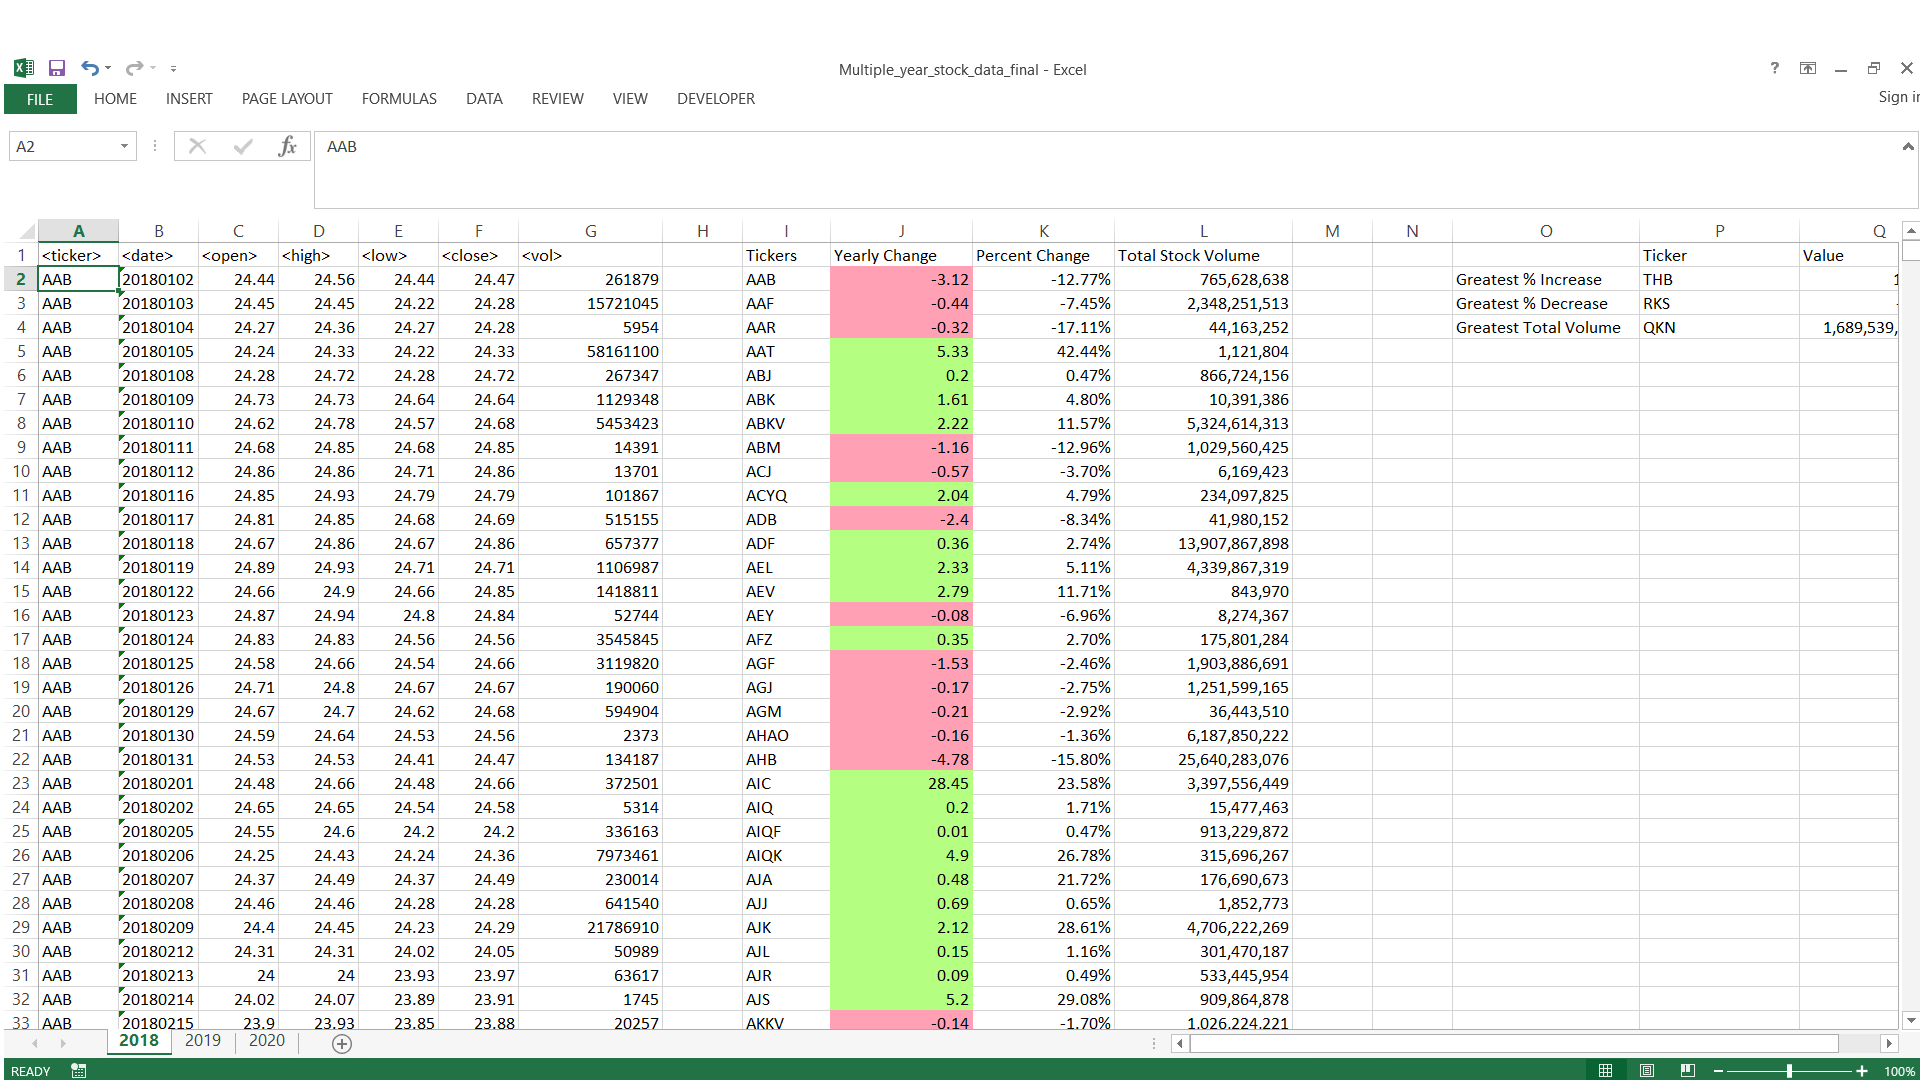 Multiple_year_stock_data_final - Excel
?
FILE HOME INSERT PAGE LAYOUT FORMULAS DATA REVIEW VIEW DEVELOPER
Sign in
A2 fx AAB
A B C D E F G H I J K L M N O P Q
1 <ticker> <date> <open> <high> <low> <close> <vol> Tickers Yearly Change Percent Change Total Stock Volume Ticker Value
2 AAB 20180102 24.44 24.56 24.44 24.47 261879 AAB -3.12 -12.77% 765,628,638 Greatest % Increase THB
3 AAB 20180103 24.45 24.45 24.22 24.28 15721045 AAF -0.44 -7.45% 2,348,251,513 Greatest % Decrease RKS
4 AAB 20180104 24.27 24.36 24.27 24.28 5954 AAR -0.32 -17.11% 44,163,252 Greatest Total Volume QKN 1,689,539,
5 AAB 20180105 24.24 24.33 24.22 24.33 58161100 AAT 5.33 42.44% 1,121,804
6 AAB 20180108 24.28 24.72 24.28 24.72 267347 ABJ 0.2 0.47% 866,724,156
7 AAB 20180109 24.73 24.73 24.64 24.64 1129348 ABK 1.61 4.80% 10,391,386
8 AAB 20180110 24.62 24.78 24.57 24.68 5453423 ABKV 2.22 11.57% 5,324,614,313
9 AAB 20180111 24.68 24.85 24.68 24.85 14391 ABM -1.16 -12.96% 1,029,560,425
10 AAB 20180112 24.86 24.86 24.71 24.86 13701 ACJ -0.57 -3.70% 6,169,423
11 AAB 20180116 24.85 24.93 24.79 24.79 101867 ACYQ 2.04 4.79% 234,097,825
12 AAB 20180117 24.81 24.85 24.68 24.69 515155 ADB -2.4 -8.34% 41,980,152
13 AAB 20180118 24.67 24.86 24.67 24.86 657377 ADF 0.36 2.74% 13,907,867,898
14 AAB 20180119 24.89 24.93 24.71 24.71 1106987 AEL 2.33 5.11% 4,339,867,319
15 AAB 20180122 24.66 24.9 24.66 24.85 1418811 AEV 2.79 11.71% 843,970
16 AAB 20180123 24.87 24.94 24.8 24.84 52744 AEY -0.08 -6.96% 8,274,367
17 AAB 20180124 24.83 24.83 24.56 24.56 3545845 AFZ 0.35 2.70% 175,801,284
18 AAB 20180125 24.58 24.66 24.54 24.66 3119820 AGF -1.53 -2.46% 1,903,886,691
19 AAB 20180126 24.71 24.8 24.67 24.67 190060 AGJ -0.17 -2.75% 1,251,599,165
20 AAB 20180129 24.67 24.7 24.62 24.68 594904 AGM -0.21 -2.92% 36,443,510
21 AAB 20180130 24.59 24.64 24.53 24.56 2373 AHAO -0.16 -1.36% 6,187,850,222
22 AAB 20180131 24.53 24.53 24.41 24.47 134187 AHB -4.78 -15.80% 25,640,283,076
23 AAB 20180201 24.48 24.66 24.48 24.66 372501 AIC 28.45 23.58% 3,397,556,449
24 AAB 20180202 24.65 24.65 24.54 24.58 5314 AIQ 0.2 1.71% 15,477,463
25 AAB 20180205 24.55 24.6 24.2 24.2 336163 AIQF 0.01 0.47% 913,229,872
26 AAB 20180206 24.25 24.43 24.24 24.36 7973461 AIQK 4.9 26.78% 315,696,267
27 AAB 20180207 24.37 24.49 24.37 24.49 230014 AJA 0.48 21.72% 176,690,673
28 AAB 20180208 24.46 24.46 24.28 24.28 641540 AJJ 0.69 0.65% 1,852,773
29 AAB 20180209 24.4 24.45 24.23 24.29 21786910 AJK 2.12 28.61% 4,706,222,269
30 AAB 20180212 24.31 24.31 24.02 24.05 50989 AJL 0.15 1.16% 301,470,187
31 AAB 20180213 24 24 23.93 23.97 63617 AJR 0.09 0.49% 533,445,954
32 AAB 20180214 24.02 24.07 23.89 23.91 1745 AJS 5.2 29.08% 909,864,878
33 AAB 20180215 23.9 23.93 23.85 23.88 20257 AKKV -0.14 -1.70% 1,026,224,221
2018 2019 2020
READY 100%